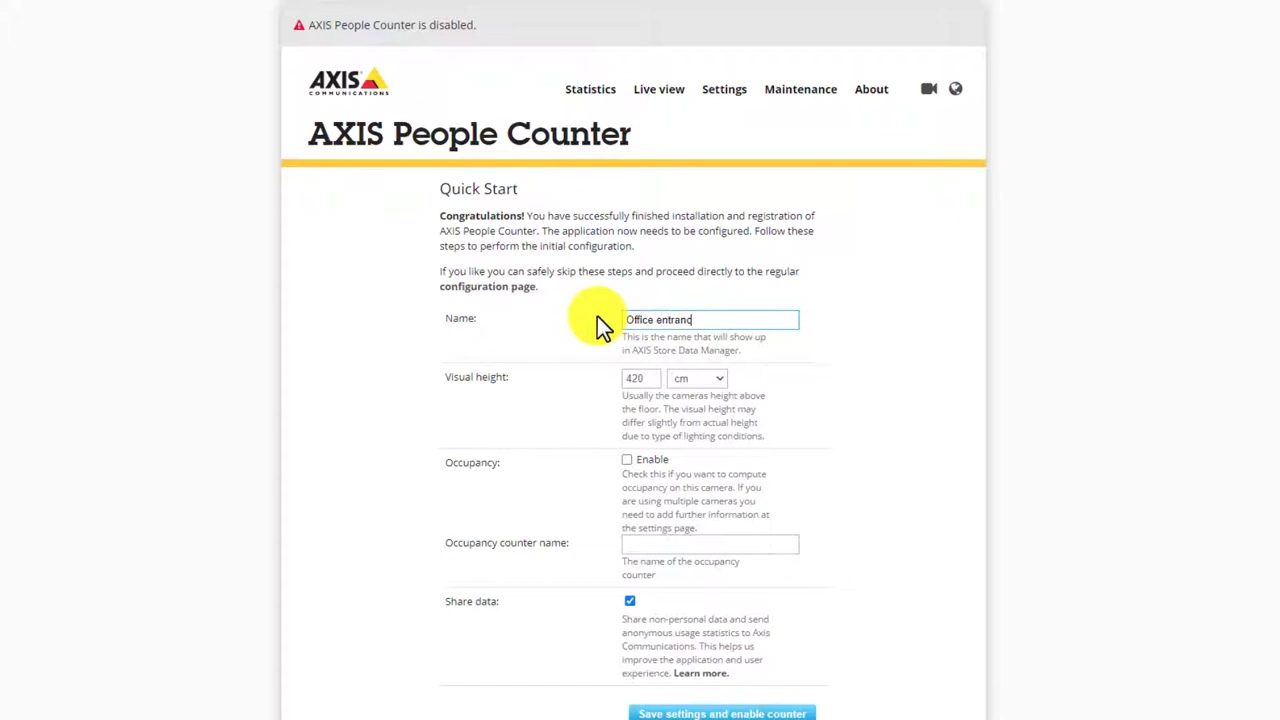 AXIS People Counter is disabled.
AXIS
COMMUNICATIONS
Statistics Live view Settings Maintenance About
AXIS People Counter
Quick Start
Congratulations! You have successfully finished installation and registration of
AXIS People Counter. The application now needs to be configured. Follow these
steps to perform the initial configuration.
If you like you can safely skip these steps and proceed directly to the regular
configuration page.
Name:
Office entranc
This is the name that will show up
in AXIS Store Data Manager.
Visual height:
420 cm
Usually the cameras height above
the floor. The visual height may
differ slightly from actual height
due to type of lighting conditions.
Occupancy:
Enable
Check this if you want to compute
occupancy on this camera. If you
are using multiple cameras you
need to add further information at
the settings page.
Occupancy counter name:
The name of the occupancy
counter
Share data:
Share non-personal data and send
anonymous usage statistics to Axis
Communications. This helps us
improve the application and user
experience. Learn more.
Save settings and enable counter